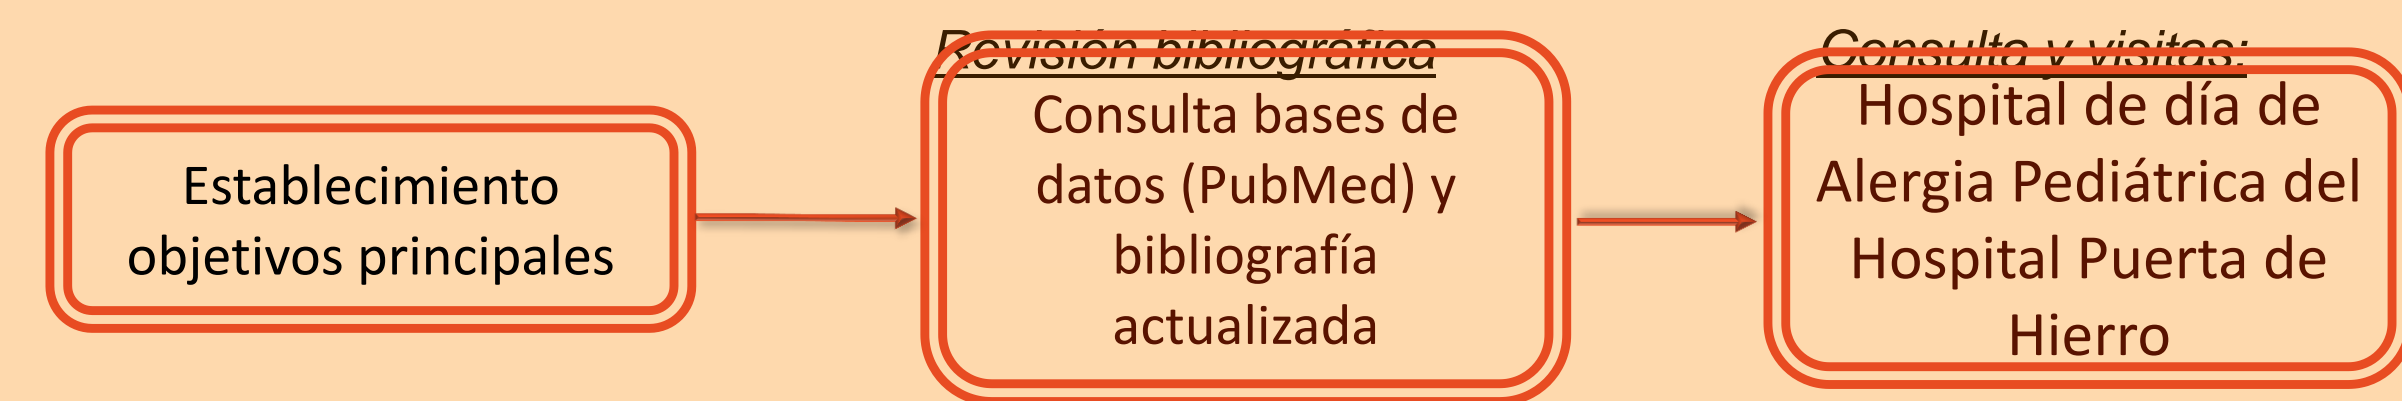 Establecimiento
objetivos principales
Revisión bibliográfica
Consulta bases de
datos (PubMed) y
bibliografía
actualizada
Consulta y visitas:
Hospital de día de
Alergia Pediátrica del
Hospital Puerta de
Hierro